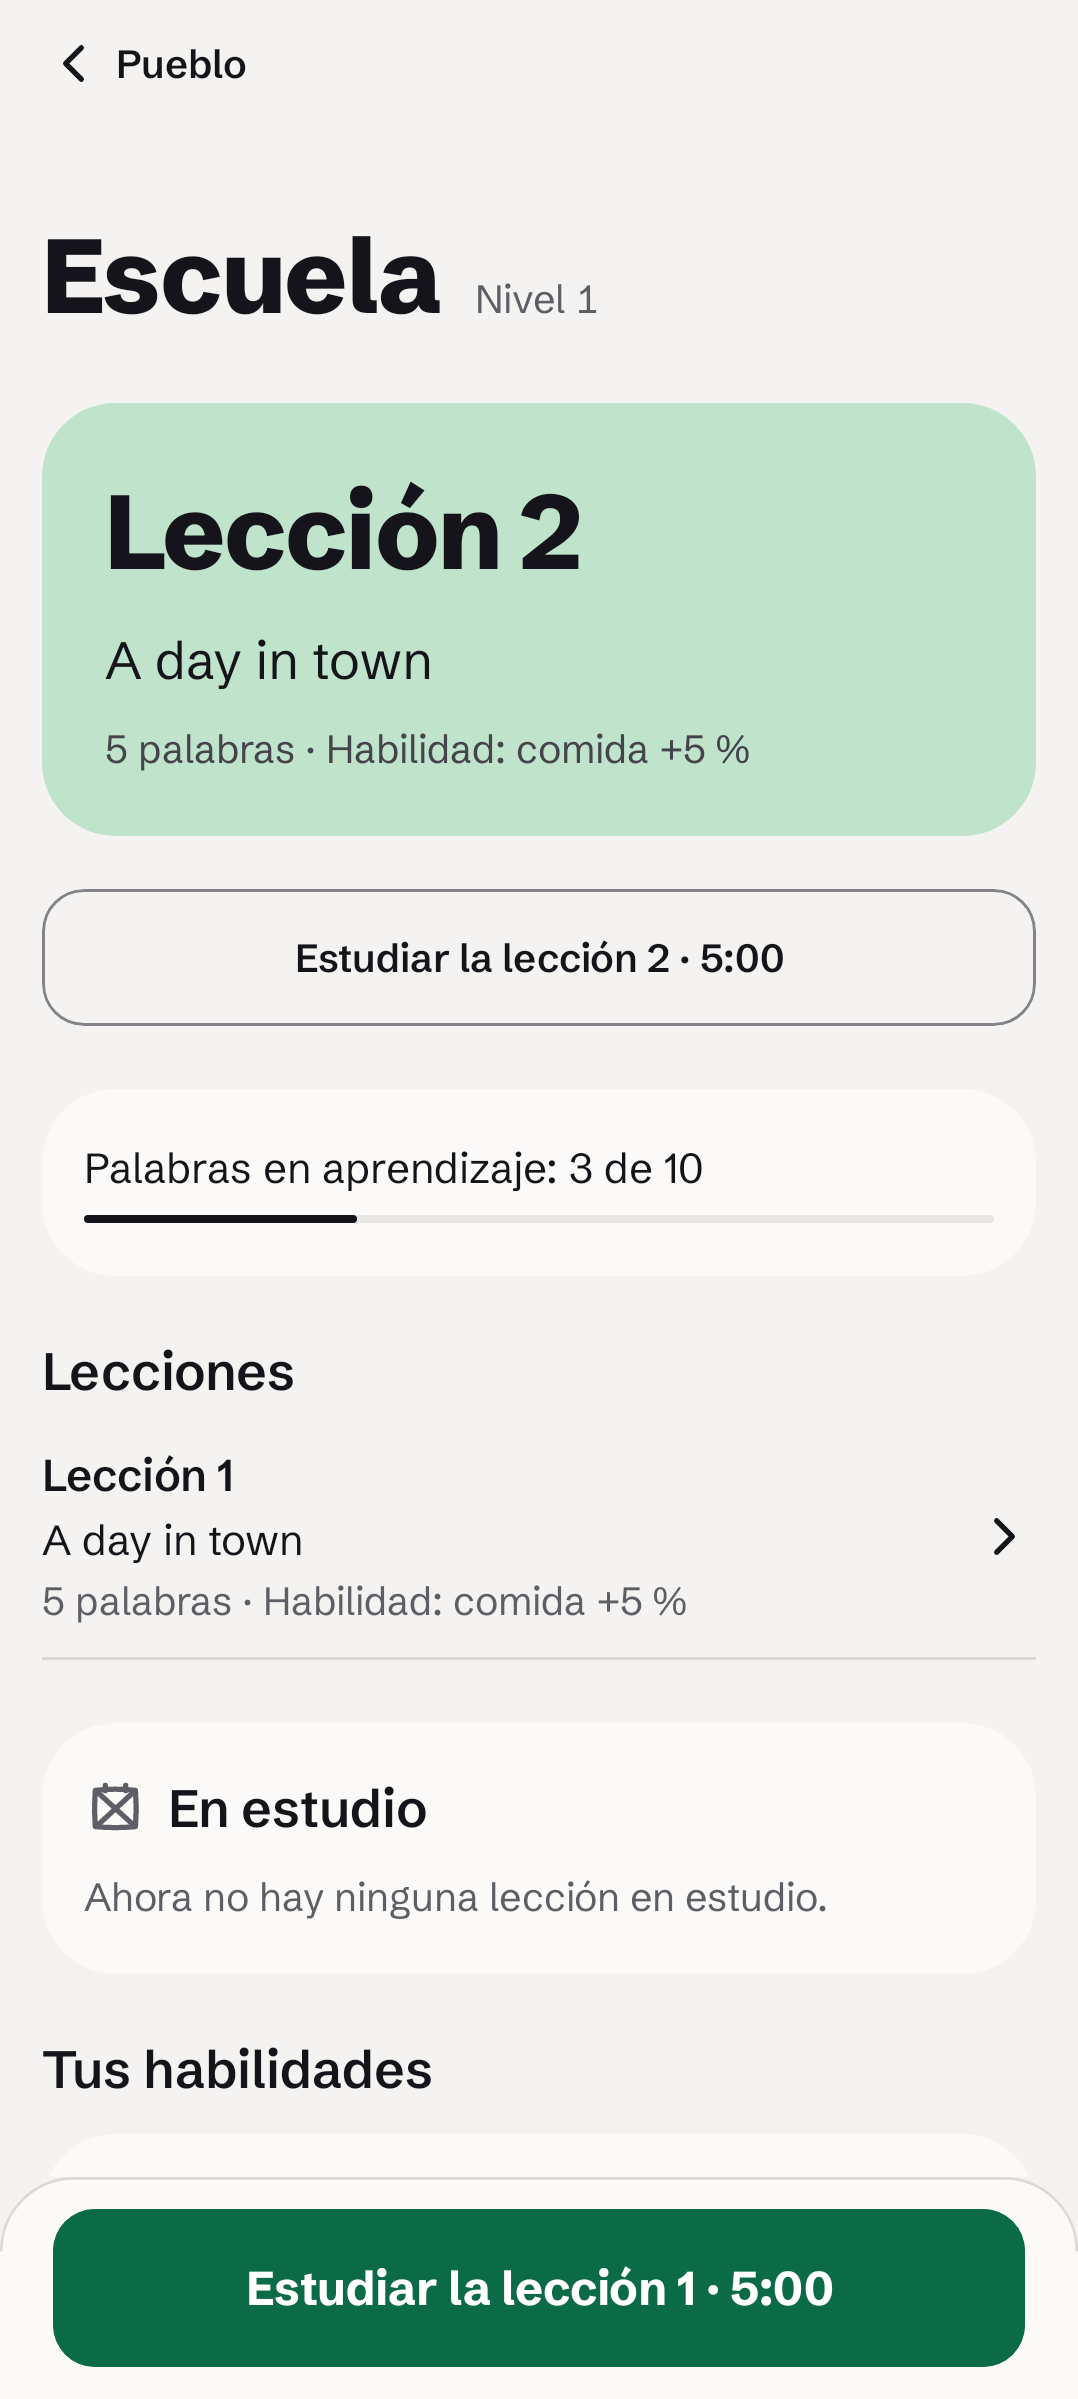 Pueblo
Escuela Nivel 1
Lección 2
A day in town
5 palabras · Habilidad: comida +5 %
Estudiar la lección 2 · 5:00
Palabras en aprendizaje: 3 de 10
Lecciones
Lección 1
A day in town
5 palabras · Habilidad: comida +5 %
En estudio
Ahora no hay ninguna lección en estudio.
Tus habilidades
Estudiar la lección 1 · 5:00